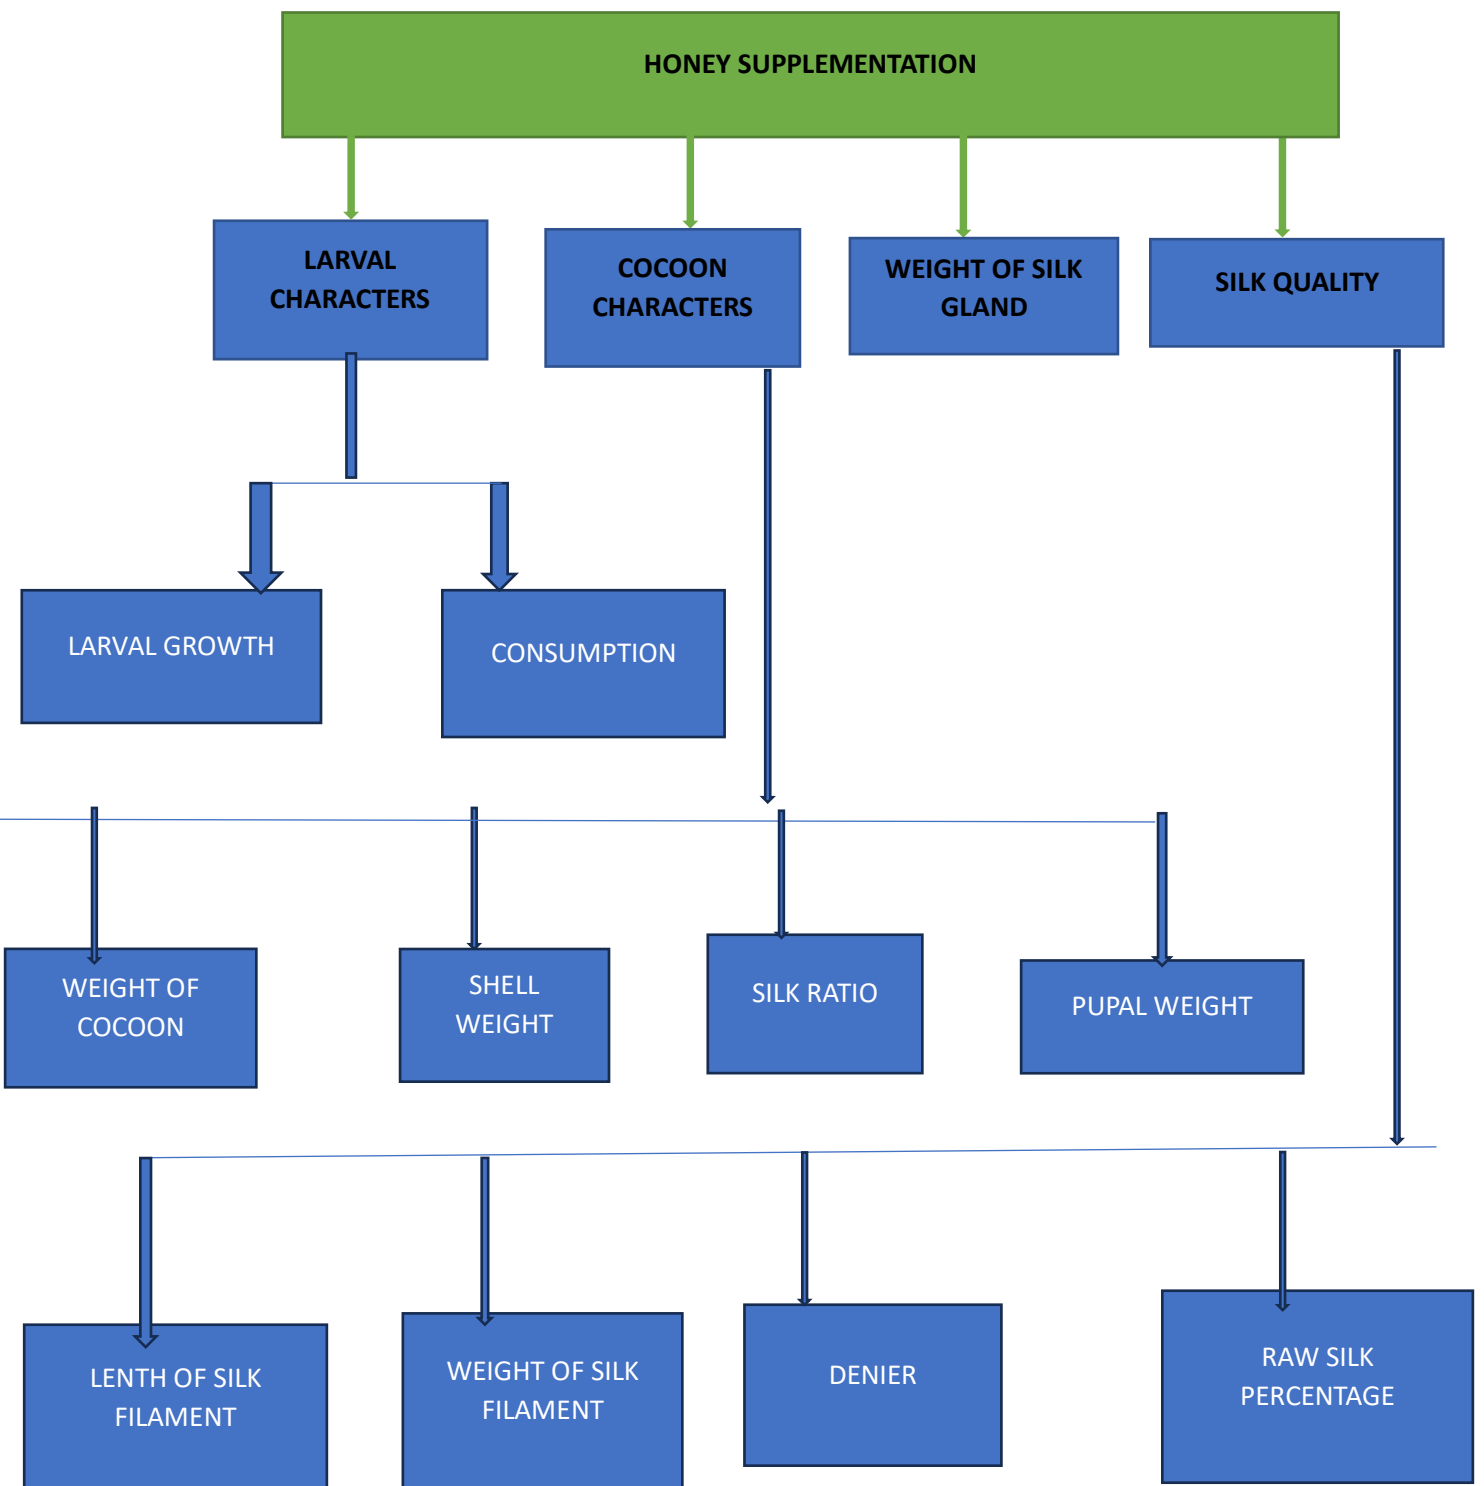 HONEY SUPPLEMENTATION
LARVAL
CHARACTERS
COCOON
CHARACTERS
WEIGHT OF SILK
GLAND
SILK QUALITY
LARVAL GROWTH
CONSUMPTION
WEIGHT OF
COCOON
SHELL
WEIGHT
SILK RATIO
PUPAL WEIGHT
LENTH OF SILK
FILAMENT
WEIGHT OF SILK
FILAMENT
DENIER
RAW SILK
PERCENTAGE